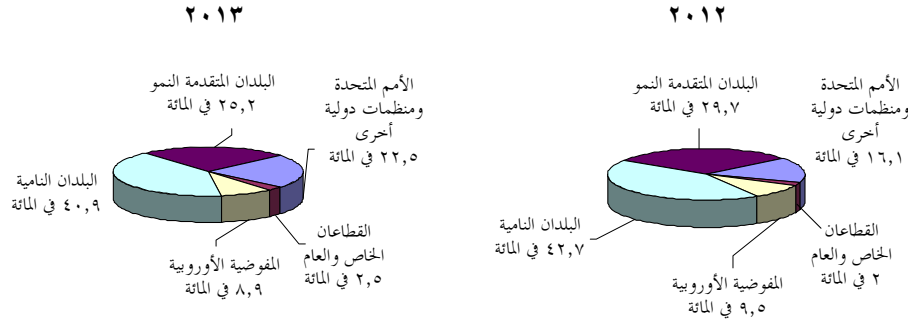 ٢٠١٢
الأمم المتحدة
ومنظمات دولية
أخرى
١٦,١ في المائة
البلدان المتقدمة النمو
٢٩,٧ في المائة
البلدان النامية
٤٢,٧ في المائة
المفوضية الأوروبية
٩,٥ في المائة
القطاعان
الخاص والعام
٢ في المائة
٢٠١٣
الأمم المتحدة
ومنظمات دولية
أخرى
٢٢,٥ في المائة
البلدان المتقدمة النمو
٢٥,٢ في المائة
البلدان النامية
٤٠,٩ في المائة
المفوضية الأوروبية
٨,٩ في المائة
القطاعان
الخاص والعام
٢,٥ في المائة